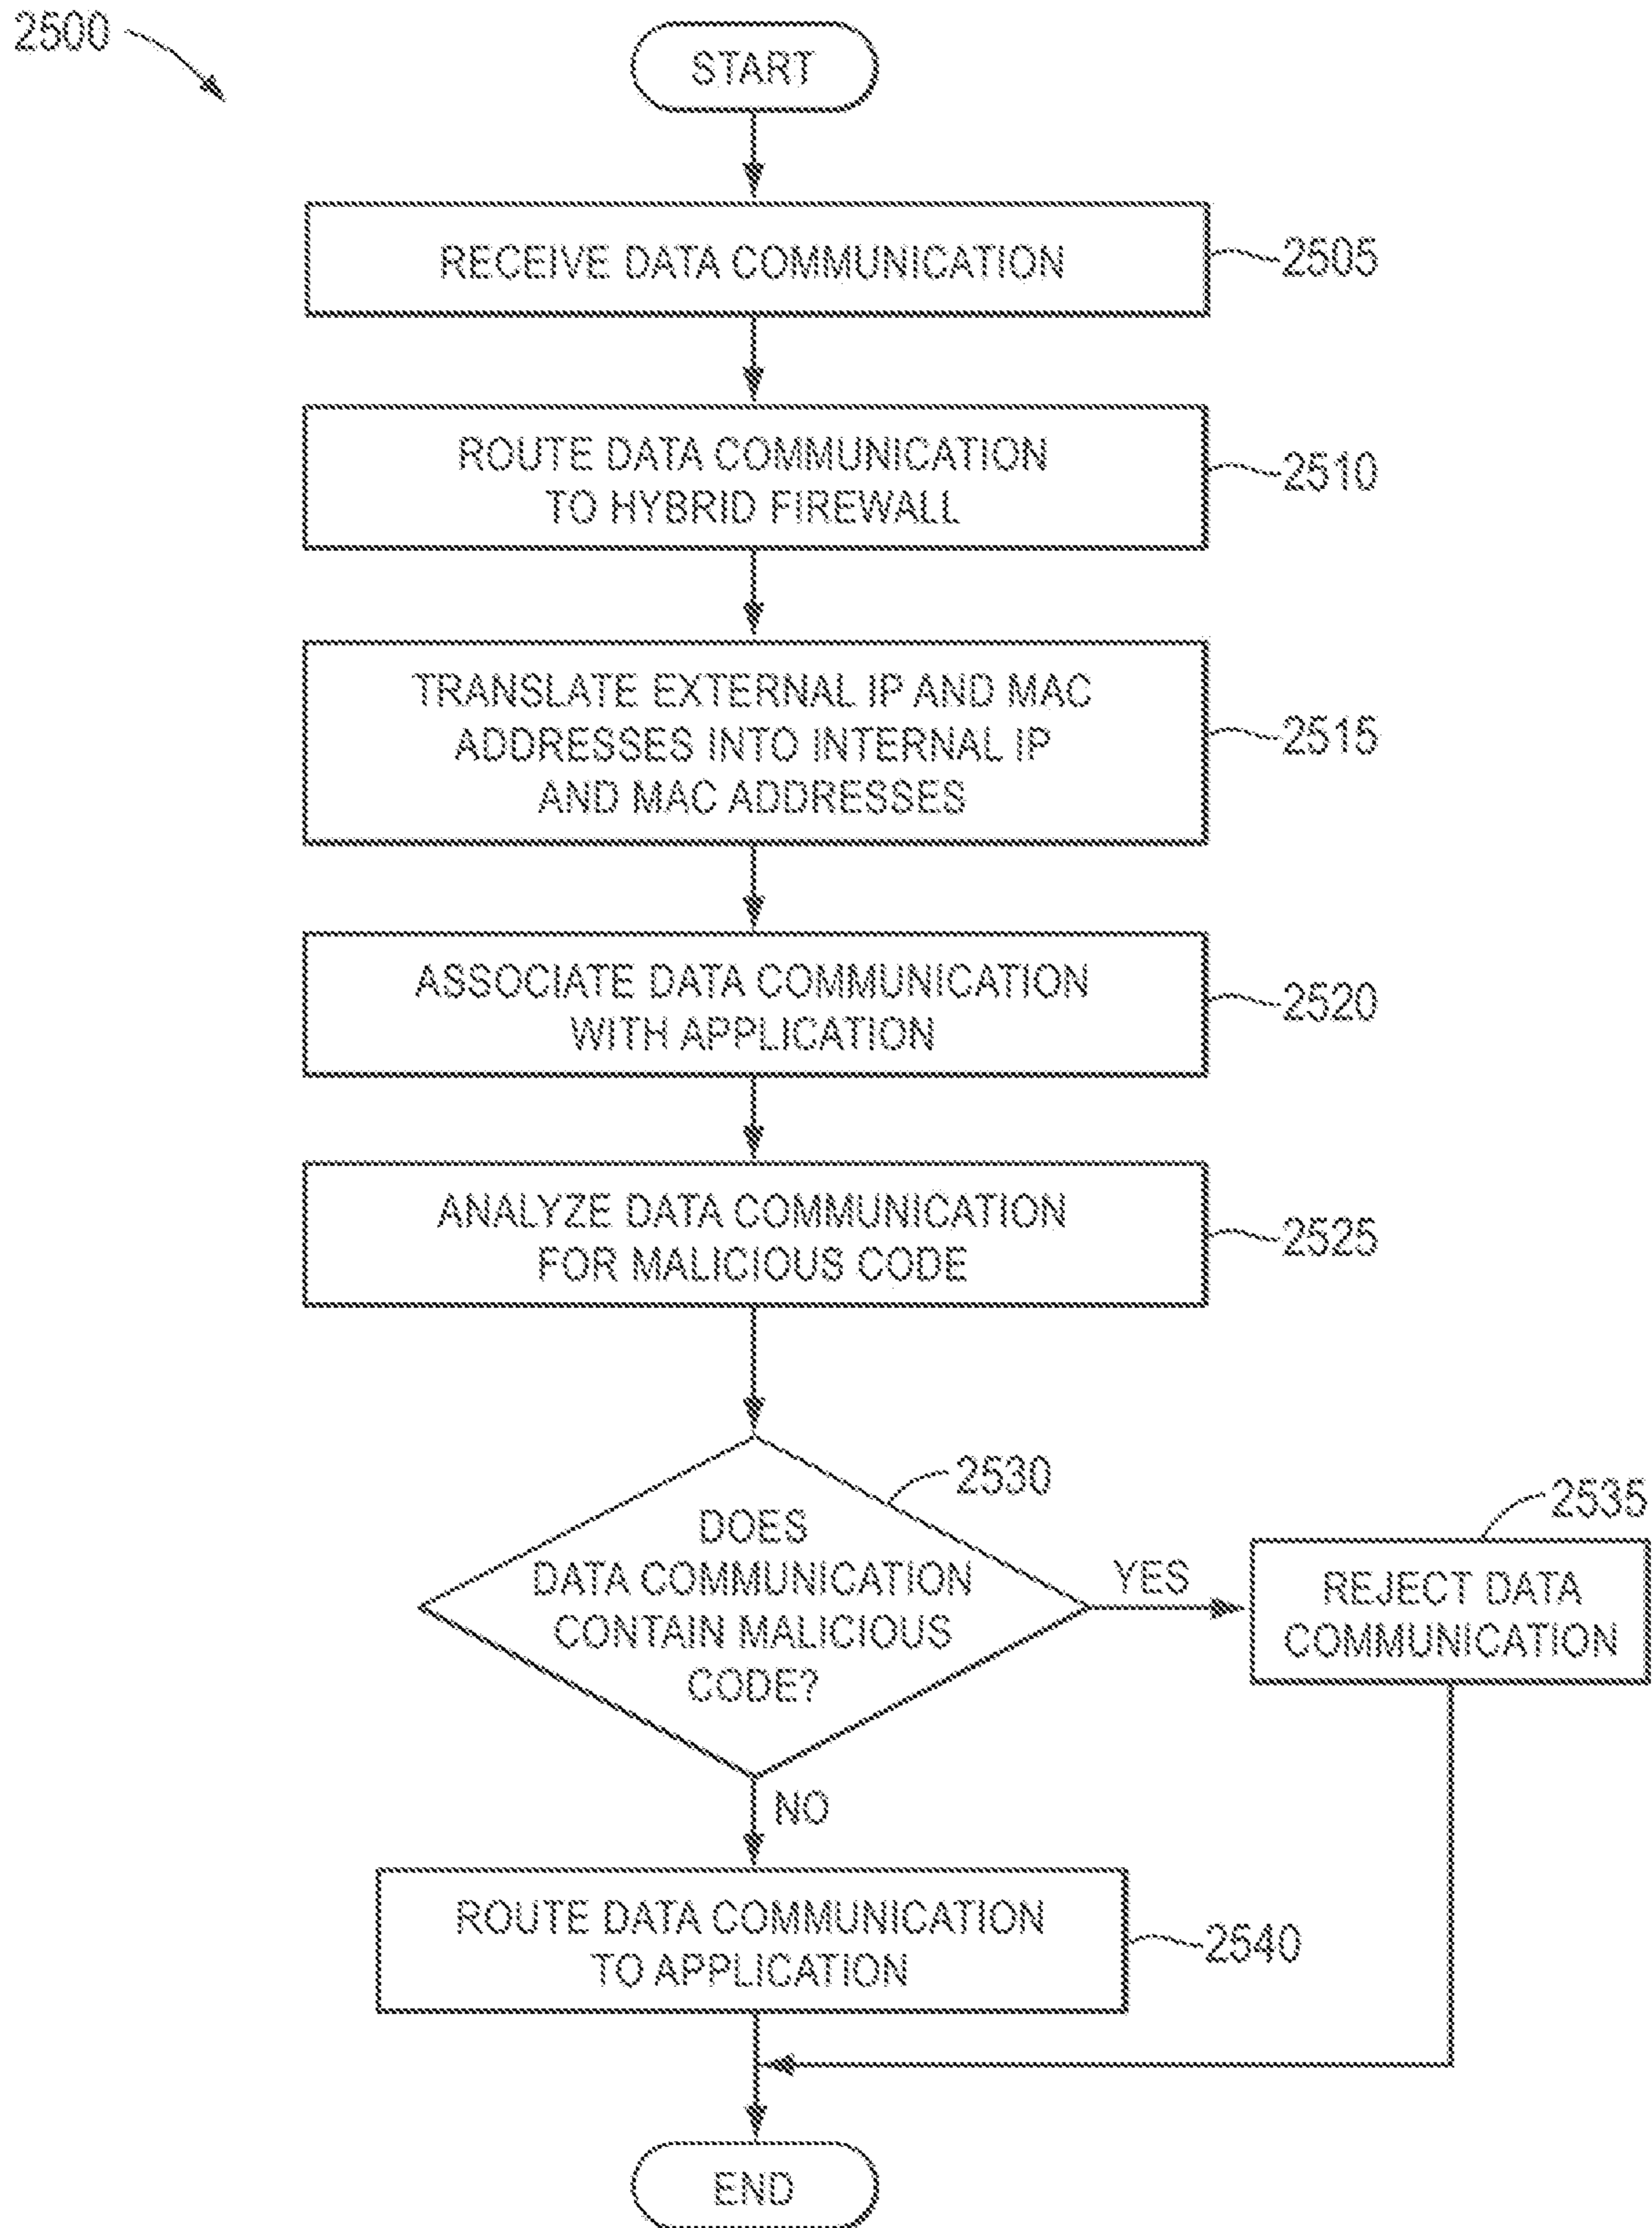 2500
START
RECEIVE DATA COMMUNICATION
2505
ROUTE DATA COMMUNICATION
TO HYBRID FIREWALL
2510
TRANSLATE EXTERNAL IP AND MAC
ADDRESSES INTO INTERNAL IP
AND MAC ADDRESSES
2515
ASSOCIATE DATA COMMUNICATION
WITH APPLICATION
2520
ANALYZE DATA COMMUNICATION
FOR MALICIOUS CODE
2525
2530
DOES
DATA COMMUNICATION
CONTAIN MALICIOUS
CODE?
YES
2535
REJECT DATA
COMMUNICATION
NO
ROUTE DATA COMMUNICATION
TO APPLICATION
2540
END